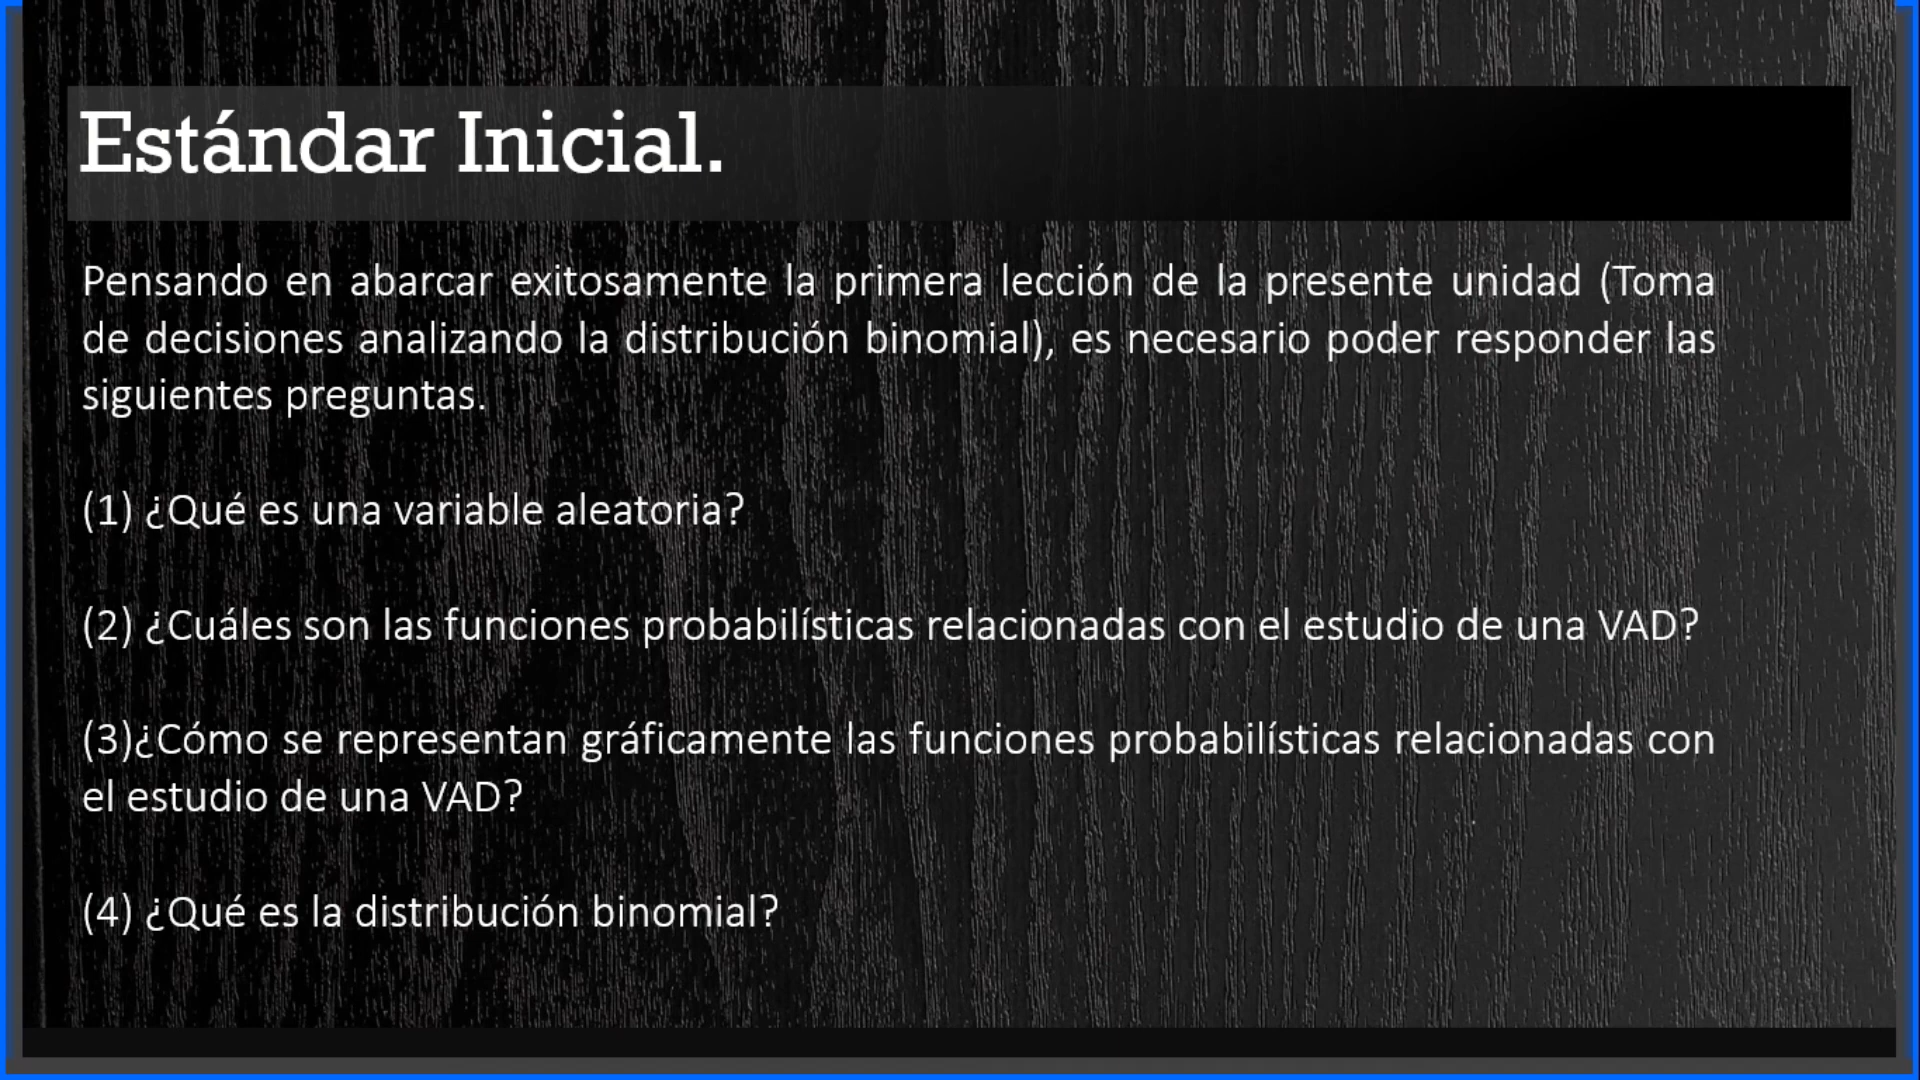 Estándar Inicial.
Pensando en abarcar exitosamente la primera lección de la presente unidad (Toma
de decisiones analizando la distribución binomial), es necesario poder responder las
siguientes preguntas.
(1) ¿Qué es una variable aleatoria?
(2) ¿Cuáles son las funciones probabilísticas relacionadas con el estudio de una VAD?
(3)¿Cómo se representan gráficamente las funciones probabilísticas relacionadas con
el estudio de una VAD?
(4) ¿Qué es la distribución binomial?